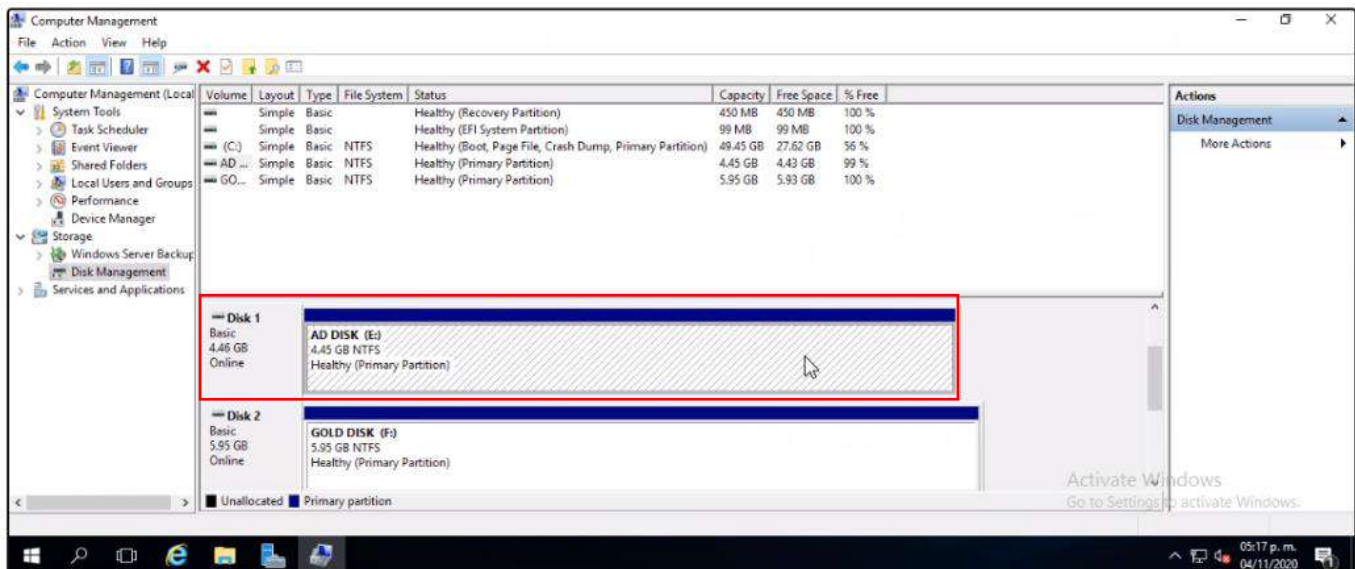 Computer Management
File Action View Help
Computer Management (Local
System Tools
Task Scheduler
Event Viewer
Shared Folders
Local Users and Groups
Performance
Device Manager
Storage
Windows Server Backup
Disk Management
Services and Applications
Volume Layout Type File System Status Capacity Free Space % Free
Simple Basic Healthy (Recovery Partition) 450 MB 450 MB 100 %
Simple Basic Healthy (EFI System Partition) 99 MB 99 MB 100 %
(C:) Simple Basic NTFS Healthy (Boot, Page File, Crash Dump, Primary Partition) 49.45 GB 27.62 GB 56 %
AD ... Simple Basic NTFS Healthy (Primary Partition) 4.45 GB 4.43 GB 99 %
GO... Simple Basic NTFS Healthy (Primary Partition) 5.95 GB 5.93 GB 100 %
Disk 1
Basic
4.46 GB
Online
AD DISK (E:)
4.45 GB NTFS
Healthy (Primary Partition)
Disk 2
Basic
5.95 GB
Online
GOLD DISK (F:)
5.95 GB NTFS
Healthy (Primary Partition)
Unallocated Primary partition
Actions
Disk Management
More Actions
Activate Windows
Go to Settings to activate Windows.
05:17 p. m.
04/11/2020